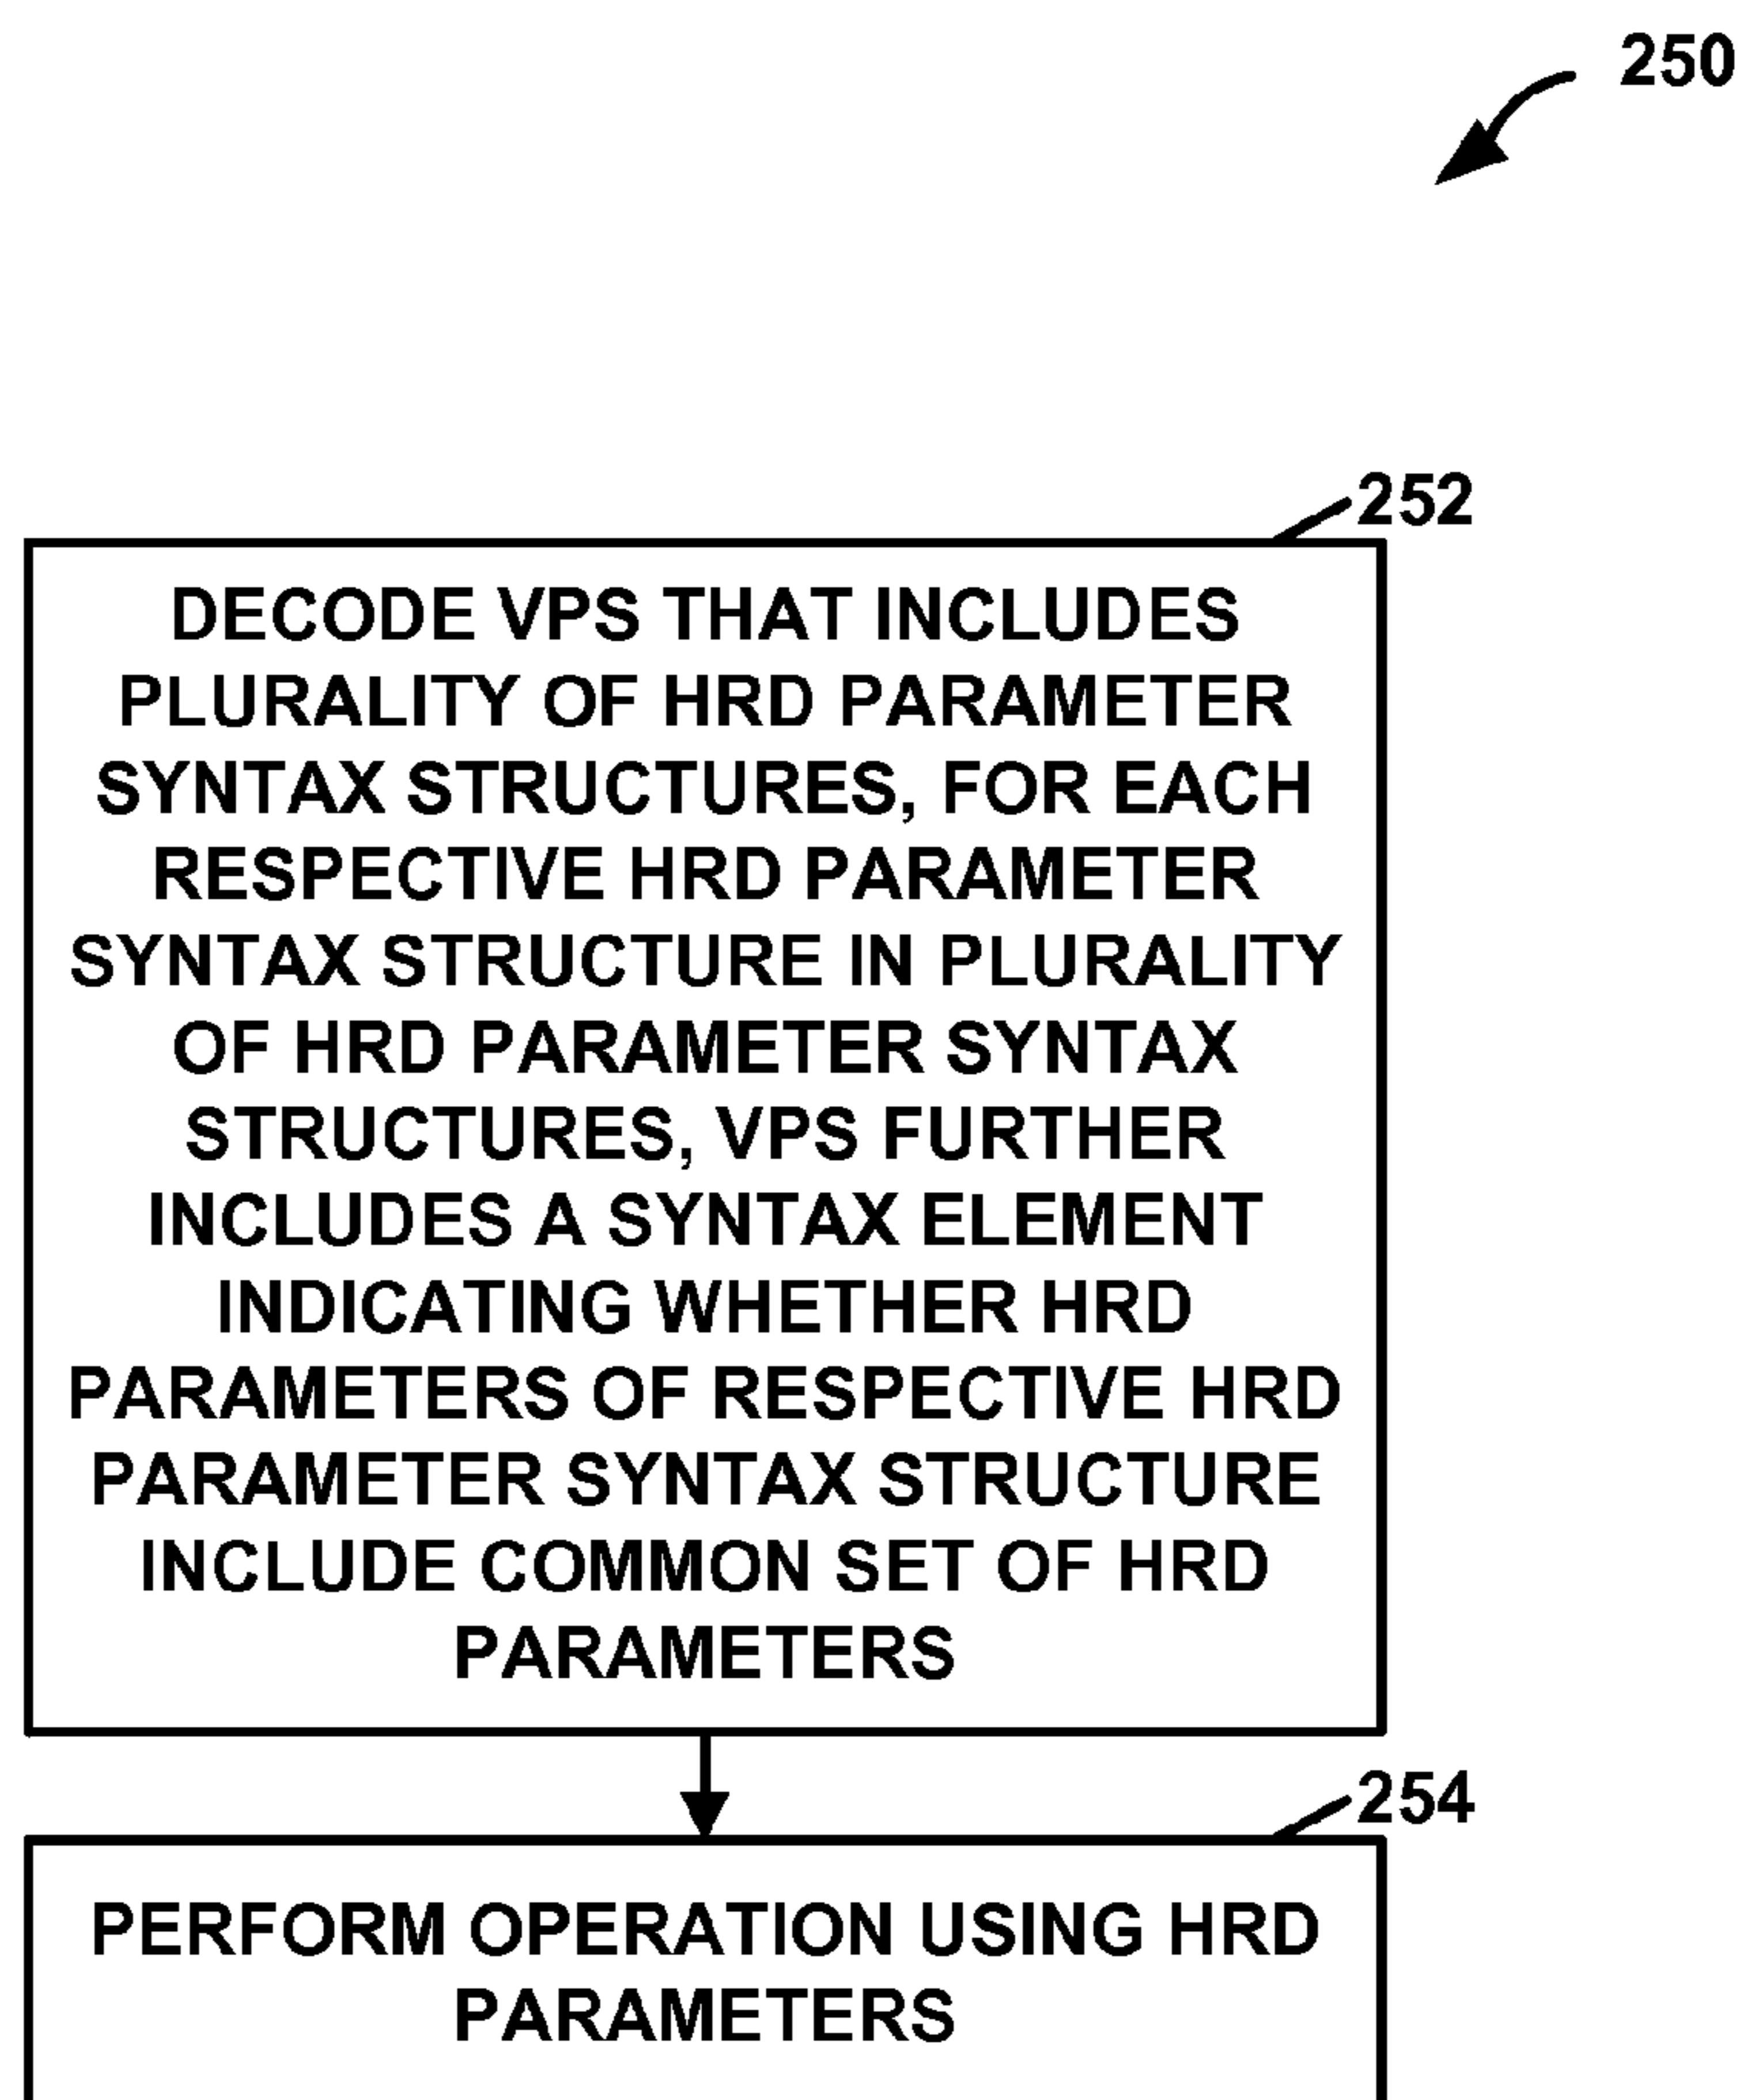 250
252
DECODE VPS THAT INCLUDES
PLURALITY OF HRD PARAMETER
SYNTAX STRUCTURES, FOR EACH
RESPECTIVE HRD PARAMETER
SYNTAX STRUCTURE IN PLURALITY
OF HRD PARAMETER SYNTAX
STRUCTURES, VPS FURTHER
INCLUDES A SYNTAX ELEMENT
INDICATING WHETHER HRD
PARAMETERS OF RESPECTIVE HRD
PARAMETER SYNTAX STRUCTURE
INCLUDE COMMON SET OF HRD
PARAMETERS
254
PERFORM OPERATION USING HRD
PARAMETERS